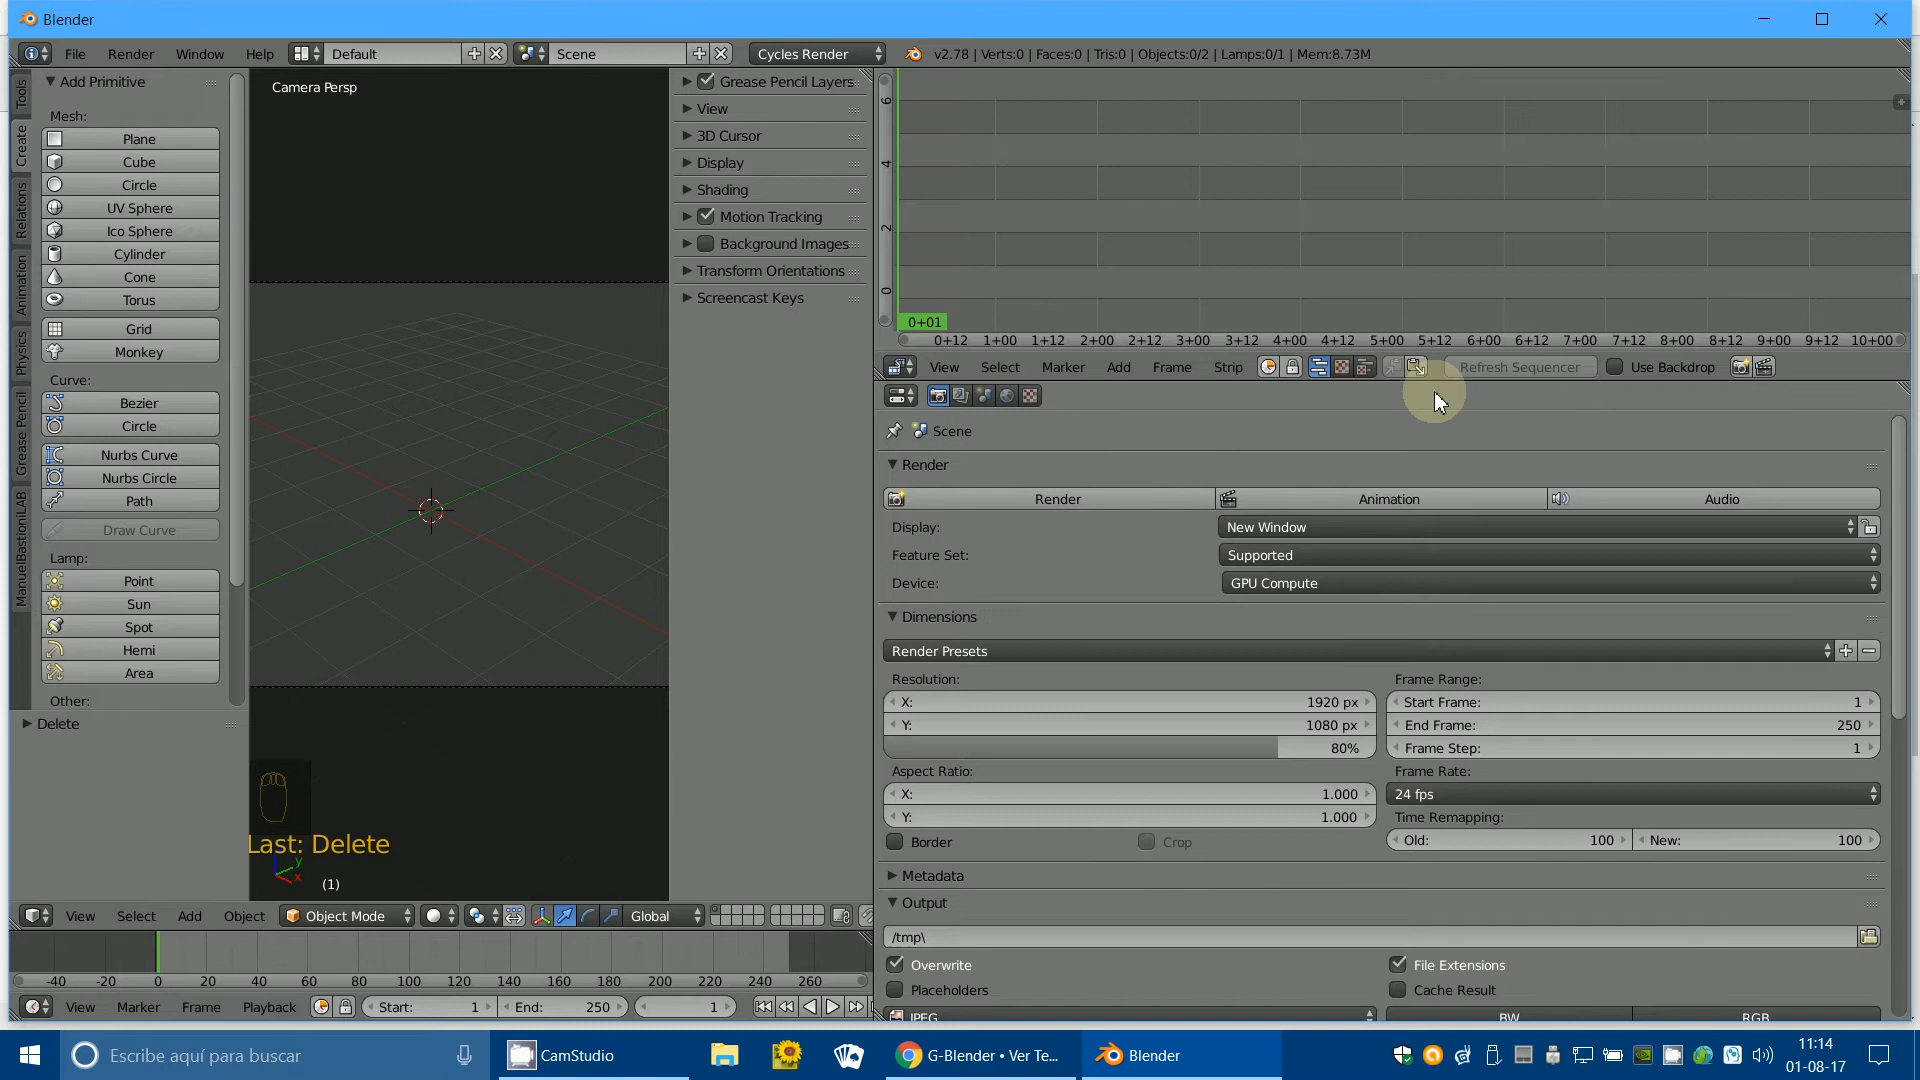 Blender
File Render Window Help Default Scene Cycles Render v2.78 | Verts:0 | Faces:0 | Tris:0 | Objects:0/2 | Lamps:0/1 | Mem:8.73M
Tools
Create
Relations
Animation
Physics
Grease Pencil
ManuelBastioniLAB
Add Primitive
Mesh:
Plane
Cube
Circle
UV Sphere
Ico Sphere
Cylinder
Cone
Torus
Grid
Monkey
Curve:
Bezier
Circle
Nurbs Curve
Nurbs Circle
Path
Draw Curve
Lamp:
Point
Sun
Spot
Hemi
Area
Other:
Delete
Camera Persp
Last: Delete
y
x
(1)
Grease Pencil Layers
View
3D Cursor
Display
Shading
Motion Tracking
Background Images
Transform Orientations
Screencast Keys
View Select Add Object Object Mode Global
-40 -20 0 20 40 60 80 100 120 140 160 180 200 220 240 260
View Marker Frame Playback Start: 1 End: 250 1
6
4
2
0
0+01
0+12 1+00 1+12 2+00 2+12 3+00 3+12 4+00 4+12 5+00 5+12 6+00 6+12 7+00 7+12 8+00 8+12 9+00 9+12 10+00
View Select Marker Add Frame Strip Refresh Sequencer Use Backdrop
Scene
Render
Render Animation Audio
Display: New Window
Feature Set: Supported
Device: GPU Compute
Dimensions
Render Presets
Resolution: Frame Range:
X: 1920 px Start Frame: 1
Y: 1080 px End Frame: 250
80% Frame Step: 1
Aspect Ratio: Frame Rate:
X: 1.000 24 fps
Y: 1.000 Time Remapping:
Border Crop Old: 100 New: 100
Metadata
Output
/tmp\
Overwrite File Extensions
Placeholders Cache Result
JPEG BW RGB
Escribe aquí para buscar CamStudio G-Blender • Ver Te... Blender 11:14
01-08-17